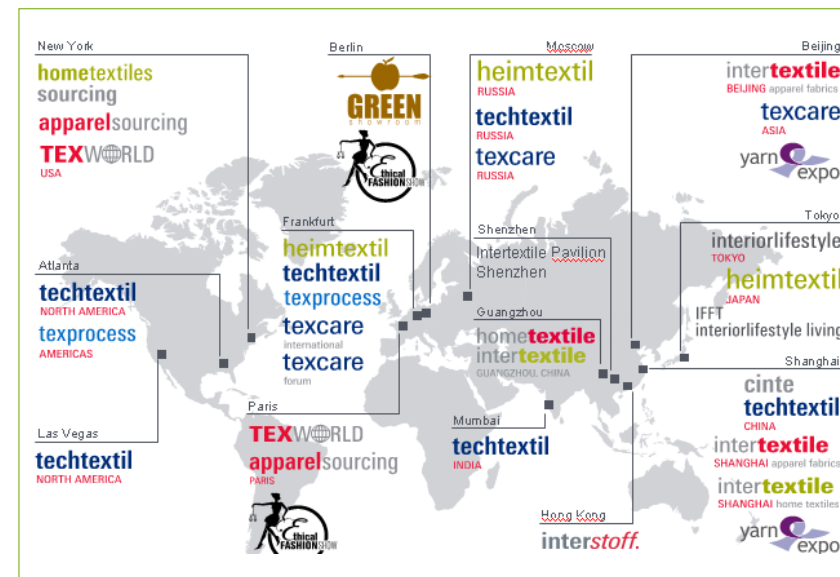 New York
hometextiles
sourcing
apparelsourcing
TEXWORLD
USA
Atlanta
techtextil
NORTH AMERICA
texprocess
AMERICAS
Las Vegas
techtextil
NORTH AMERICA
Berlin
GREEN
showroom
Ethical
FASHION SHOW
Frankfurt
heimtextil
techtextil
texprocess
texcare
international
texcare
forum
Paris
TEXWORLD
apparelsourcing
PARIS
Ethical
FASHION SHOW
Moscow
heimtextil
RUSSIA
techtextil
RUSSIA
texcare
RUSSIA
Shenzhen
Intertextile Pavilion
Shenzhen
Guangzhou
hometextile
intertextile
GUANGZHOU, CHINA
Mumbai
techtextil
INDIA
Hong Kong
interstoff.
Beijing
intertextile
BEIJING apparel fabrics
texcare
ASIA
yarn
expo
Tokyo
interiorlifestyle
TOKYO
heimtextil
JAPAN
IFFT
interiorlifestyle living
Shanghai
cinte
techtextil
CHINA
intertextile
SHANGHAI apparel fabrics
intertextile
SHANGHAI home textiles
yarn
expo